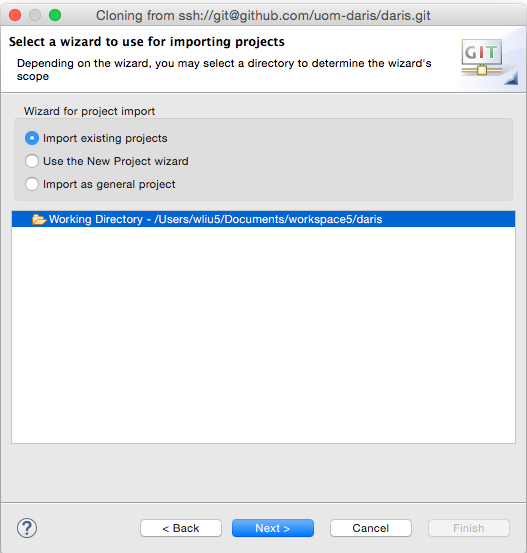 Cloning from ssh://git@github.com/uom-daris/daris.git
Select a wizard to use for importing projects
Depending on the wizard, you may select a directory to determine the wizard's
scope
GIT
Wizard for project import
Import existing projects
Use the New Project wizard
Import as general project
Working Directory - /Users/wliu5/Documents/workspace5/daris
?
< Back
Next >
Cancel
Finish